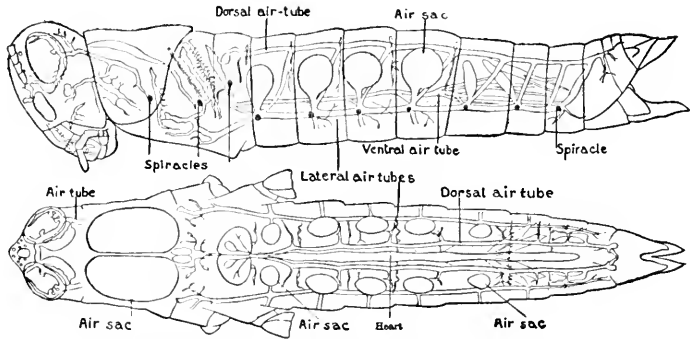 Dorsal air-tube
Air sac
Spiracles
Ventral air tube
Spiracle
Lateral air tubes
Air tube
Dorsal air tube
Air sac
Air sac
Heart
Air sac